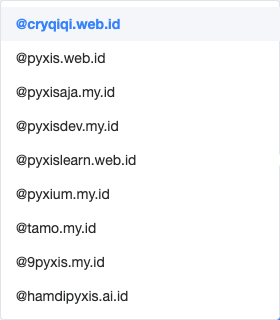 @cryqiqi.web.id
@pyxis.web.id
@pyxisaja.my.id
@pyxisdev.my.id
@pyxislearn.web.id
@pyxium.my.id
@tamo.my.id
@9pyxis.my.id
@hamdipyxis.ai.id